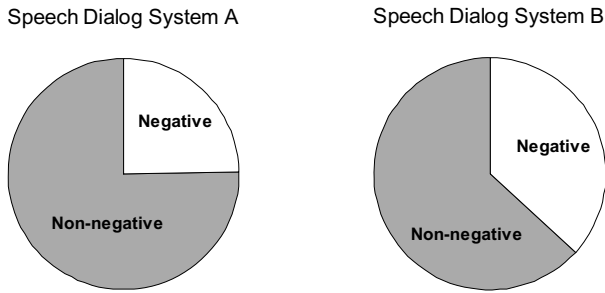 Speech Dialog System A
Negative
Non-negative
Speech Dialog System B
Negative
Non-negative